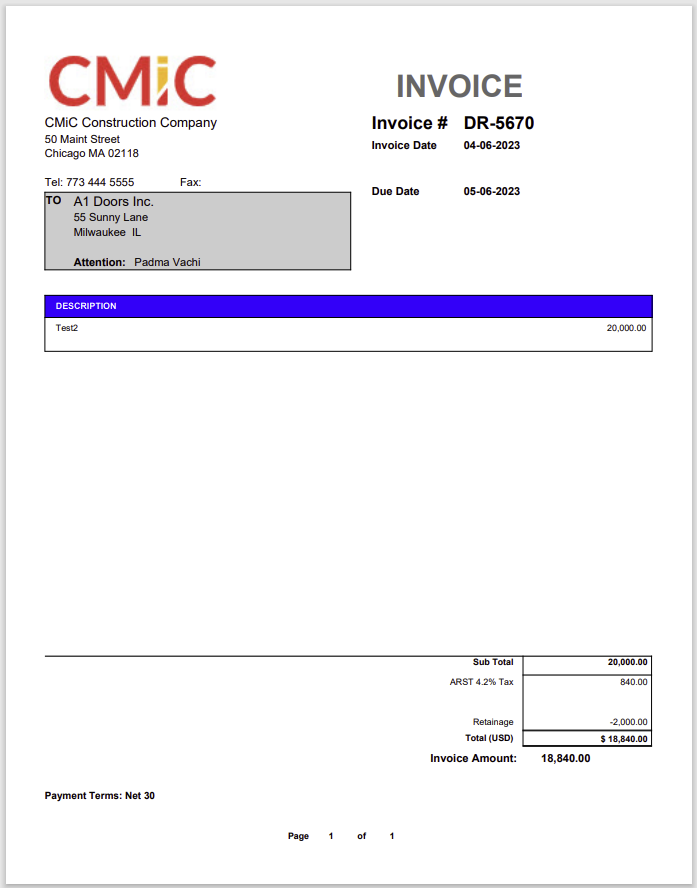 CMiC
INVOICE
CMiC Construction Company
50 Maint Street
Chicago MA 02118
Invoice # DR-5670
Invoice Date 04-06-2023
Tel: 773 444 5555 Fax:
Due Date 05-06-2023
TO A1 Doors Inc.
55 Sunny Lane
Milwaukee IL
Attention: Padma Vachi
DESCRIPTION
Test2 20,000.00
Sub Total 20,000.00
ARST 4.2% Tax 840.00
Retainage -2,000.00
Total (USD) $ 18,840.00
Invoice Amount: 18,840.00
Payment Terms: Net 30
Page 1 of 1